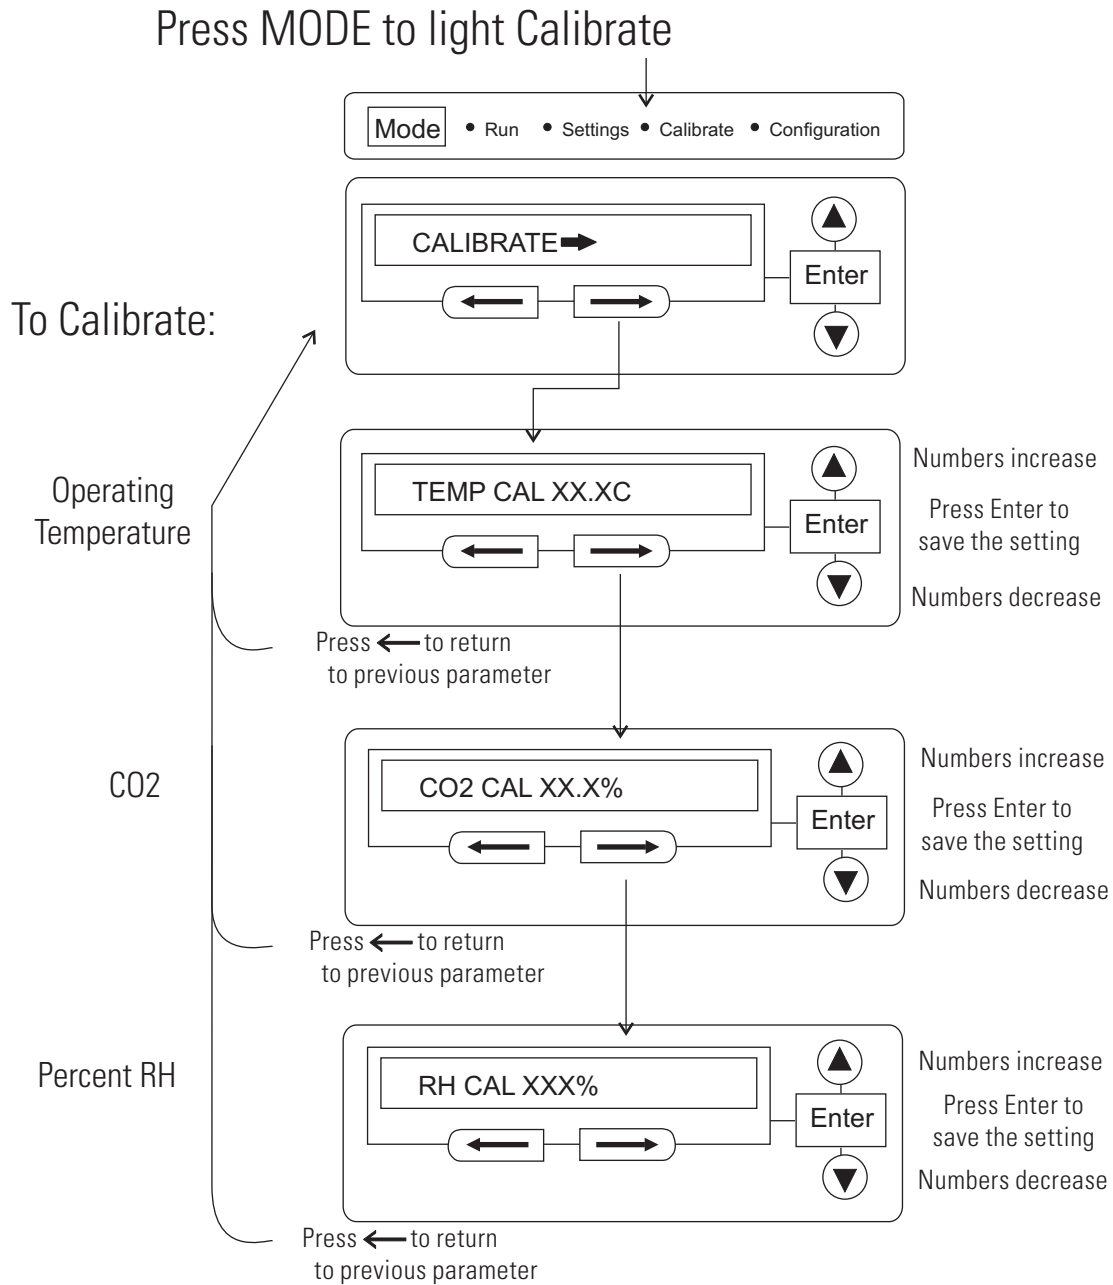 Press MODE to light Calibrate
Mode • Run • Settings • Calibrate • Configuration
CALIBRATE➡
Enter
To Calibrate:
Operating
Temperature
TEMP CAL XX.XC
Enter
Numbers increase
Press Enter to
save the setting
Numbers decrease
Press ← to return
to previous parameter
CO2
CO2 CAL XX.X%
Enter
Numbers increase
Press Enter to
save the setting
Numbers decrease
Press ← to return
to previous parameter
Percent RH
RH CAL XXX%
Enter
Numbers increase
Press Enter to
save the setting
Numbers decrease
Press ← to return
to previous parameter